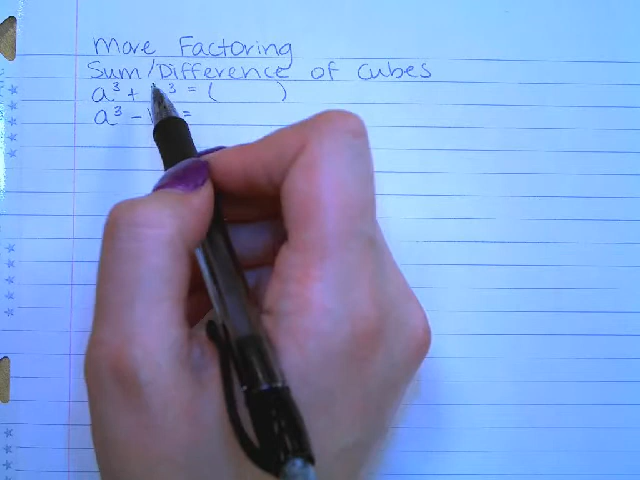 More Factoring
Sum/Difference of Cubes
a³ + ³ = ( )
a³ - =